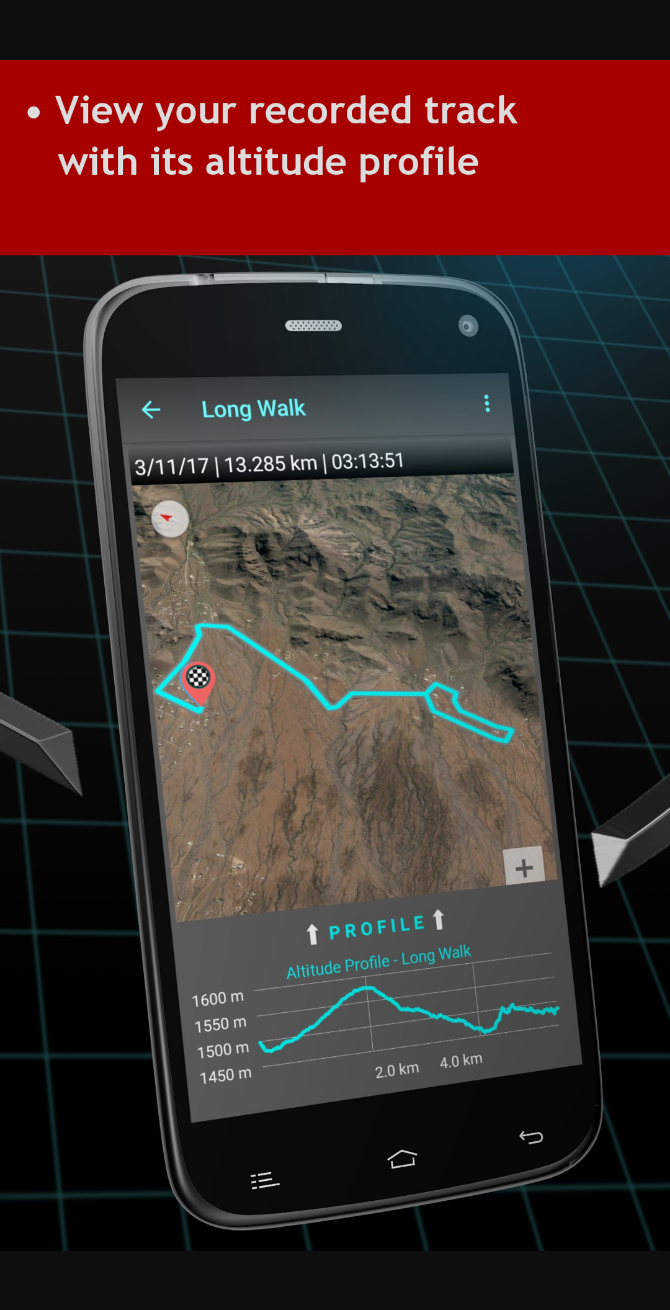 • View your recorded track
with its altitude profile
Long Walk
3/11/17 | 13.285 km | 03:13:51
PROFILE
Altitude Profile - Long Walk
1600 m
1550 m
1500 m
1450 m
2.0 km 4.0 km